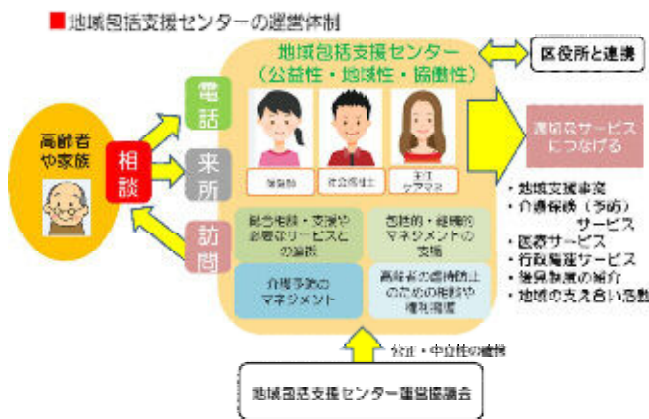 ■地域包括支援センターの運営体制
地域包括支援センター
(公益性・地域性・協働性)
区役所と連携
高齢者
や家族
相談
電話
来所
訪問
保健師
社会福祉士
主任
ケアマネ
適切なサービス
につなげる
総合相談・支援や
必要なサービスと
の連携
包括的・継続的
マネジメントの
支援
介護予防の
マネジメント
高齢者の虐待防止
のための相談や
権利擁護
・地域支援事業
・介護保険(予防)
サービス
・医療サービス
・行政関連サービス
・後見制度の紹介
・地域の支え合い活動
公正・中立性の確保
地域包括支援センター運営協議会